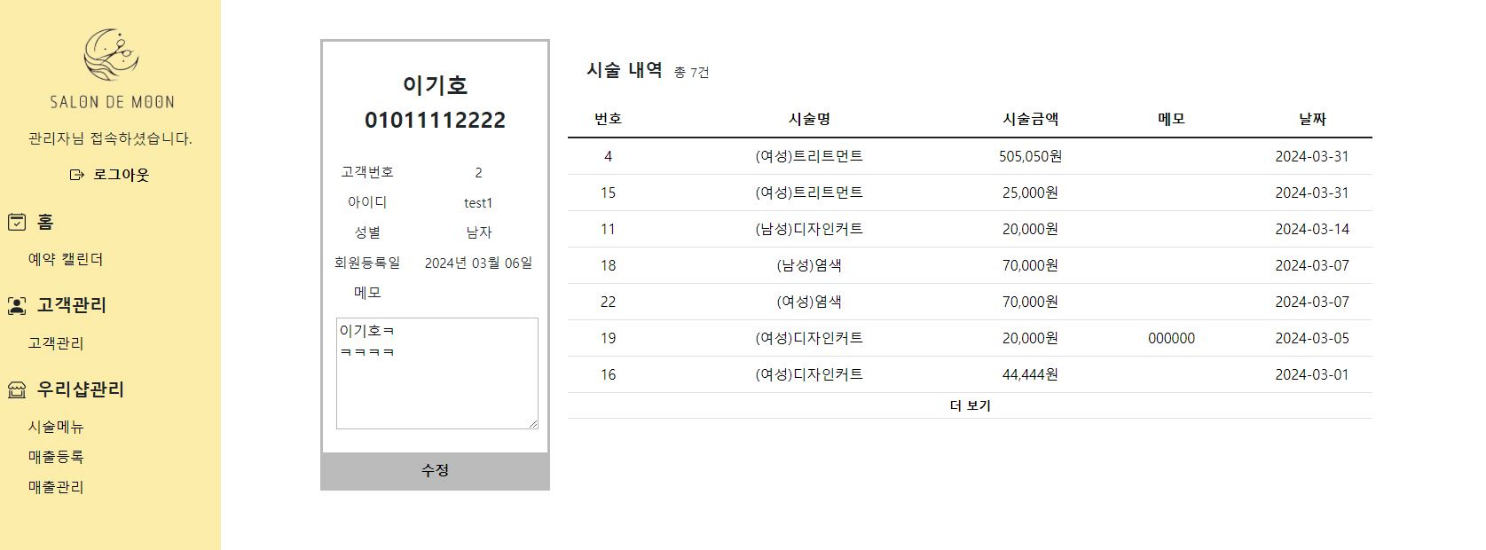 SALON DE MOON
관리자님 접속하셨습니다.
로그아웃
홈
예약 캘린더
고객관리
고객관리
우리샵관리
시술메뉴
매출등록
매출관리
이기호
01011112222
고객번호 2
아이디 test1
성별 남자
회원등록일 2024년 03월 06일
메모
이기호ㅋ
ㅋㅋㅋㅋ
수정
시술 내역 총 7건
번호 시술명 시술금액 메모 날짜
4 (여성)트리트먼트 505,050원 2024-03-31
15 (여성)트리트먼트 25,000원 2024-03-31
11 (남성)디자인커트 20,000원 2024-03-14
18 (남성)염색 70,000원 2024-03-07
22 (여성)염색 70,000원 2024-03-07
19 (여성)디자인커트 20,000원 000000 2024-03-05
16 (여성)디자인커트 44,444원 2024-03-01
더 보기